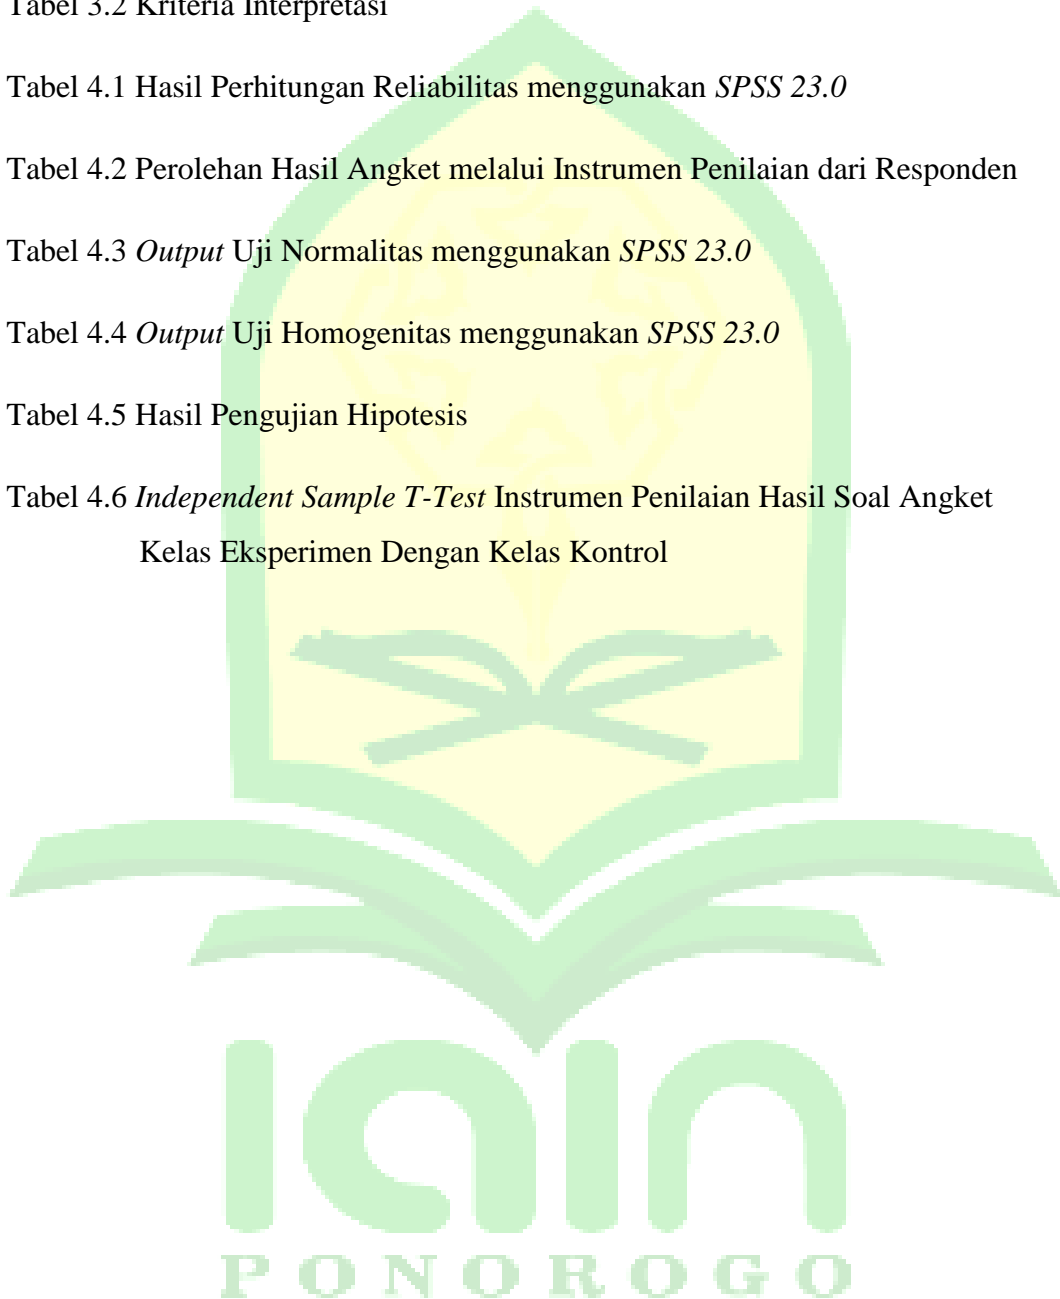 Tabel 3.2 Kriteria Interpretasi
Tabel 4.1 Hasil Perhitungan Reliabilitas menggunakan SPSS 23.0
Tabel 4.2 Perolehan Hasil Angket melalui Instrumen Penilaian dari Responden
Tabel 4.3 Output Uji Normalitas menggunakan SPSS 23.0
Tabel 4.4 Output Uji Homogenitas menggunakan SPSS 23.0
Tabel 4.5 Hasil Pengujian Hipotesis
Tabel 4.6 Independent Sample T-Test Instrumen Penilaian Hasil Soal Angket
Kelas Eksperimen Dengan Kelas Kontrol
iain
PONOROGO